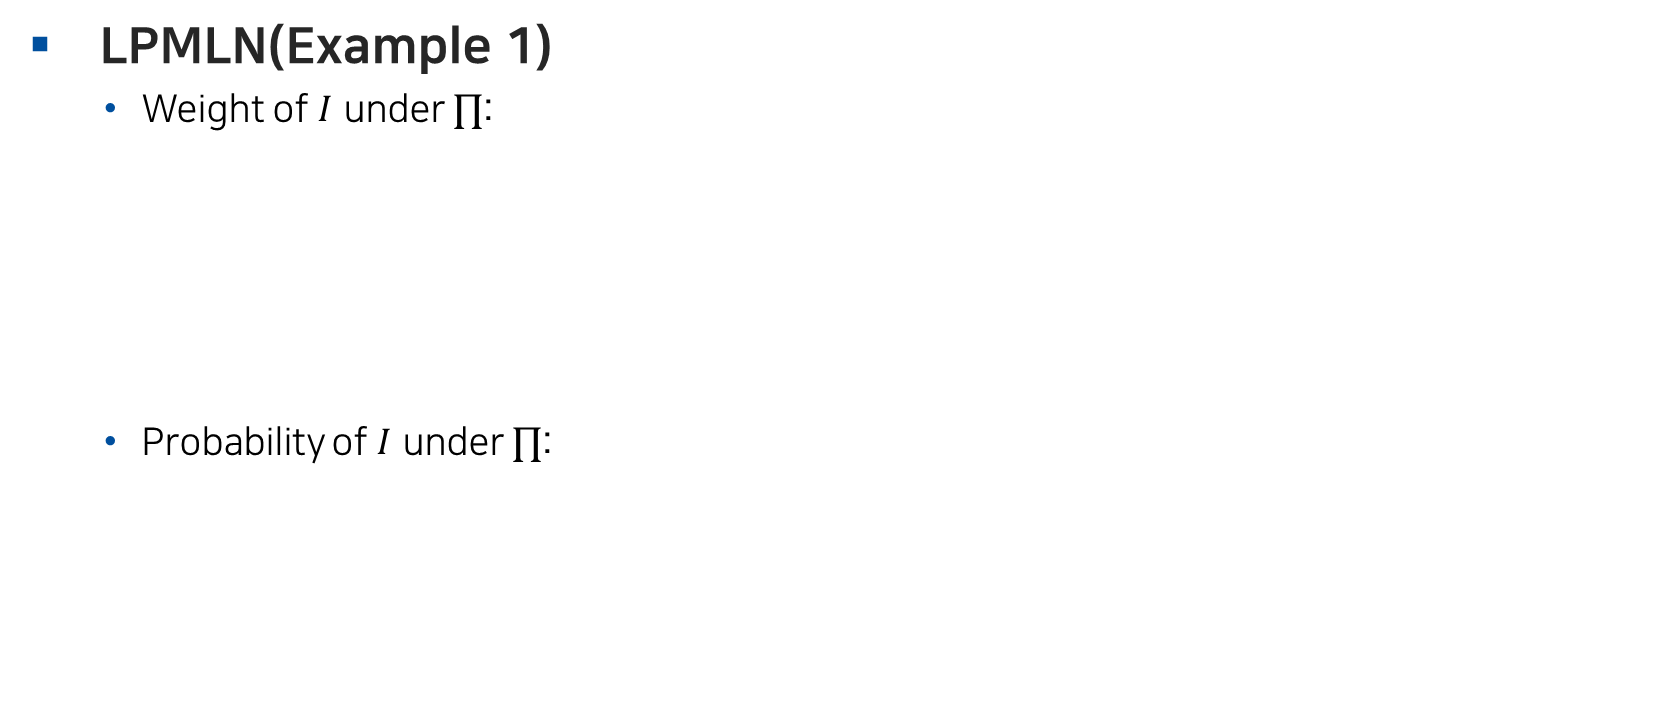 LPMLN(Example 1)
Weight of I under ∏:
Probability of I under ∏: